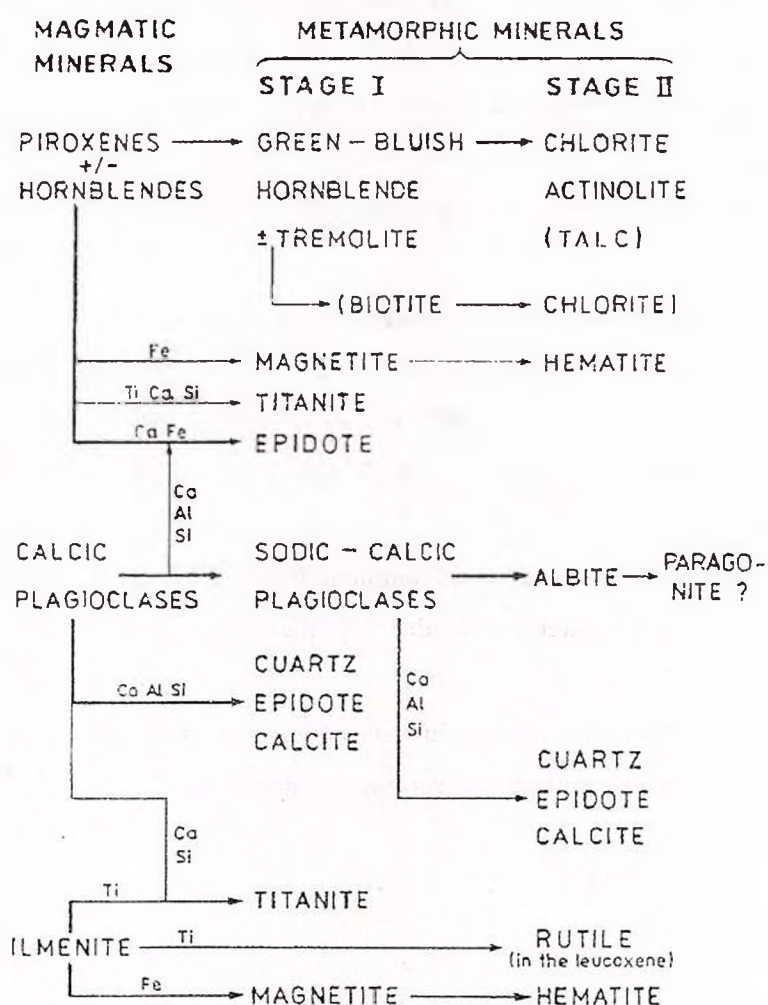 MAGMATIC
MINERALS
METAMORPHIC MINERALS
STAGE I
STAGE II
PIROXENES
+/-
HORNBLENDES
GREEN – BLUISH
HORNBLENDE
± TREMOLITE
CHLORITE
ACTINOLITE
(TALC)
(BIOTITE
CHLORITE)
Fe
MAGNETITE
HEMATITE
Ti Ca Si
TITANITE
Ca Fe
EPIDOTE
Ca
Al
Si
CALCIC
PLAGIOCLASES
SODIC – CALCIC
PLAGIOCLASES
ALBITE
PARAGO-
NITE ?
Ca Al Si
CUARTZ
EPIDOTE
CALCITE
Ca
Al
Si
CUARTZ
EPIDOTE
CALCITE
Ca
Si
Ti
TITANITE
ILMENITE
Ti
RUTILE
(in the leucoxene)
Fe
MAGNETITE
HEMATITE